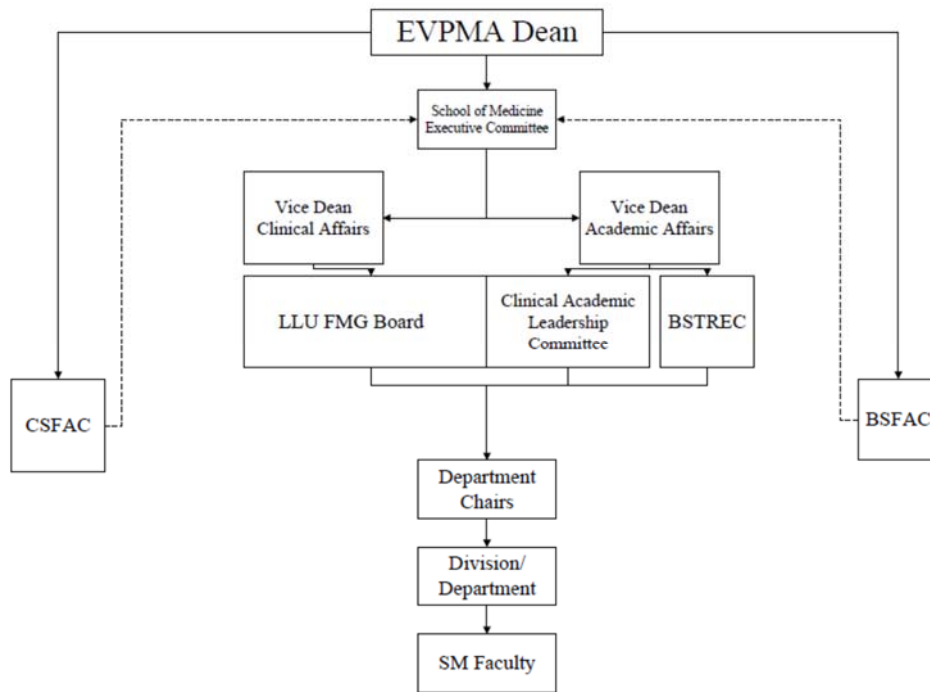 EVPMA Dean
School of Medicine
Executive Committee
Vice Dean
Clinical Affairs
Vice Dean
Academic Affairs
LLU FMG Board
Clinical Academic
Leadership
Committee
BSTREC
CSFAC
BSFAC
Department
Chairs
Division/
Department
SM Faculty